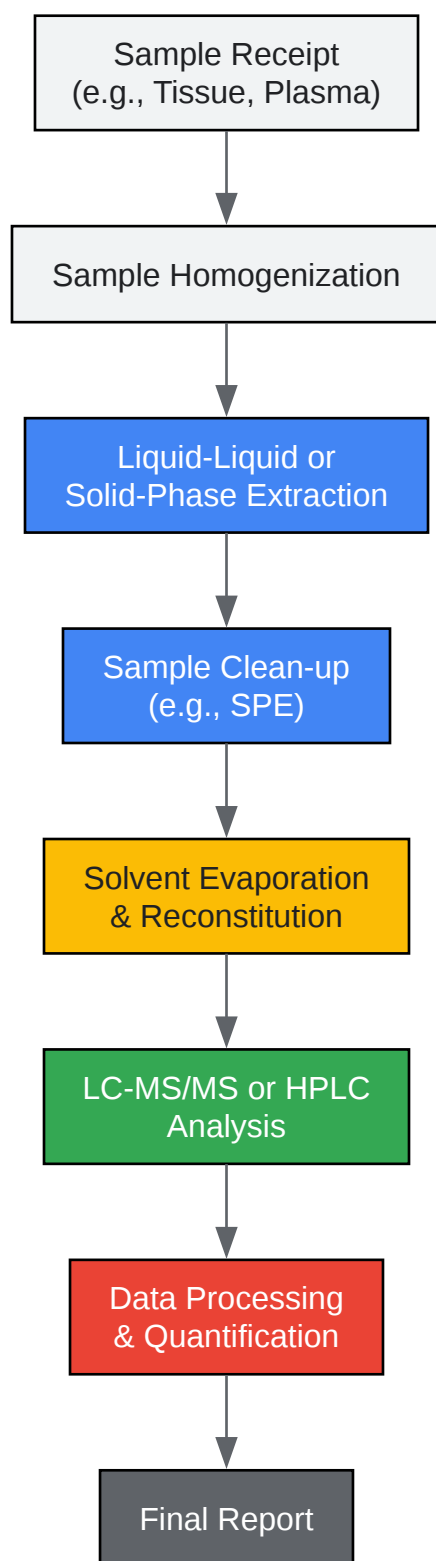 Sample Receipt
(e.g., Tissue, Plasma)
Sample Homogenization
Liquid-Liquid or
Solid-Phase Extraction
Sample Clean-up
(e.g., SPE)
Solvent Evaporation
& Reconstitution
LC-MS/MS or HPLC
Analysis
Data Processing
& Quantification
Final Report